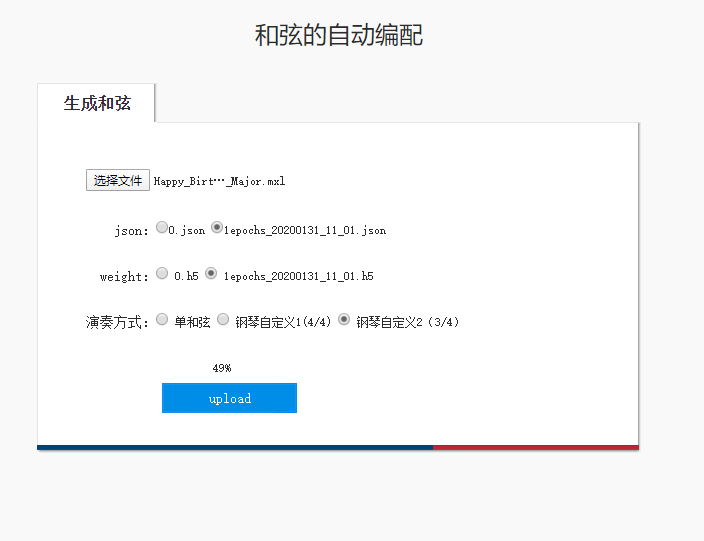 和弦的自动编配
生成和弦
选择文件 Happy_Birt…_Major.mxl
json: 0.json 1epochs_20200131_11_01.json
weight: 0.h5 1epochs_20200131_11_01.h5
演奏方式: 单和弦 钢琴自定义1(4/4) 钢琴自定义2（3/4）
49%
upload